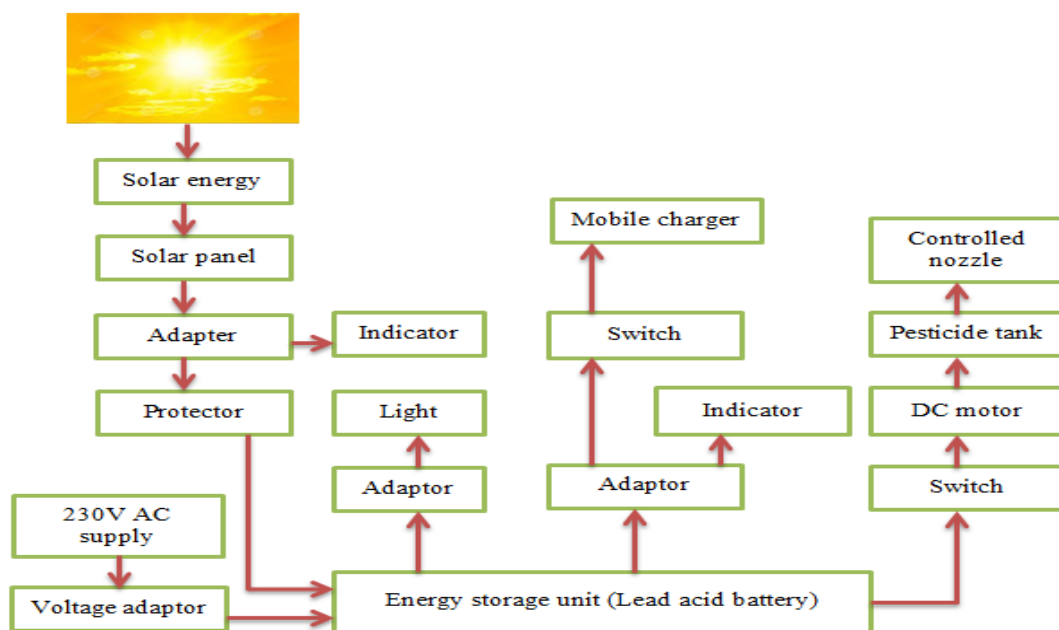 Solar energy
Solar panel
Adapter
Indicator
Protector
230V AC
supply
Voltage adaptor
Light
Adaptor
Mobile charger
Switch
Indicator
Adaptor
Controlled
nozzle
Pesticide tank
DC motor
Switch
Energy storage unit (Lead acid battery)